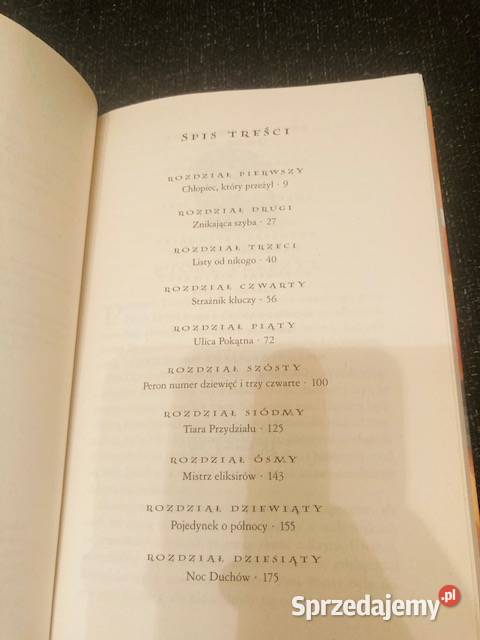 SPIS TREŚCI
ROZDZIAŁ PIERWSZY
Chłopiec, który przeżył · 9
ROZDZIAŁ DRUGI
Znikająca szyba · 27
ROZDZIAŁ TRZECI
Listy od nikogo · 40
ROZDZIAŁ CZWARTY
Strażnik kluczy · 56
ROZDZIAŁ PIĄTY
Ulica Pokątna · 72
ROZDZIAŁ SZÓSTY
Peron numer dziewięć i trzy czwarte · 100
ROZDZIAŁ SIÓDMY
Tiara Przydziału · 125
ROZDZIAŁ ÓSMY
Mistrz eliksirów · 143
ROZDZIAŁ DZIEWIĄTY
Pojedynek o północy · 155
ROZDZIAŁ DZIESIĄTY
Noc Duchów · 175
Sprzedajemy.pl